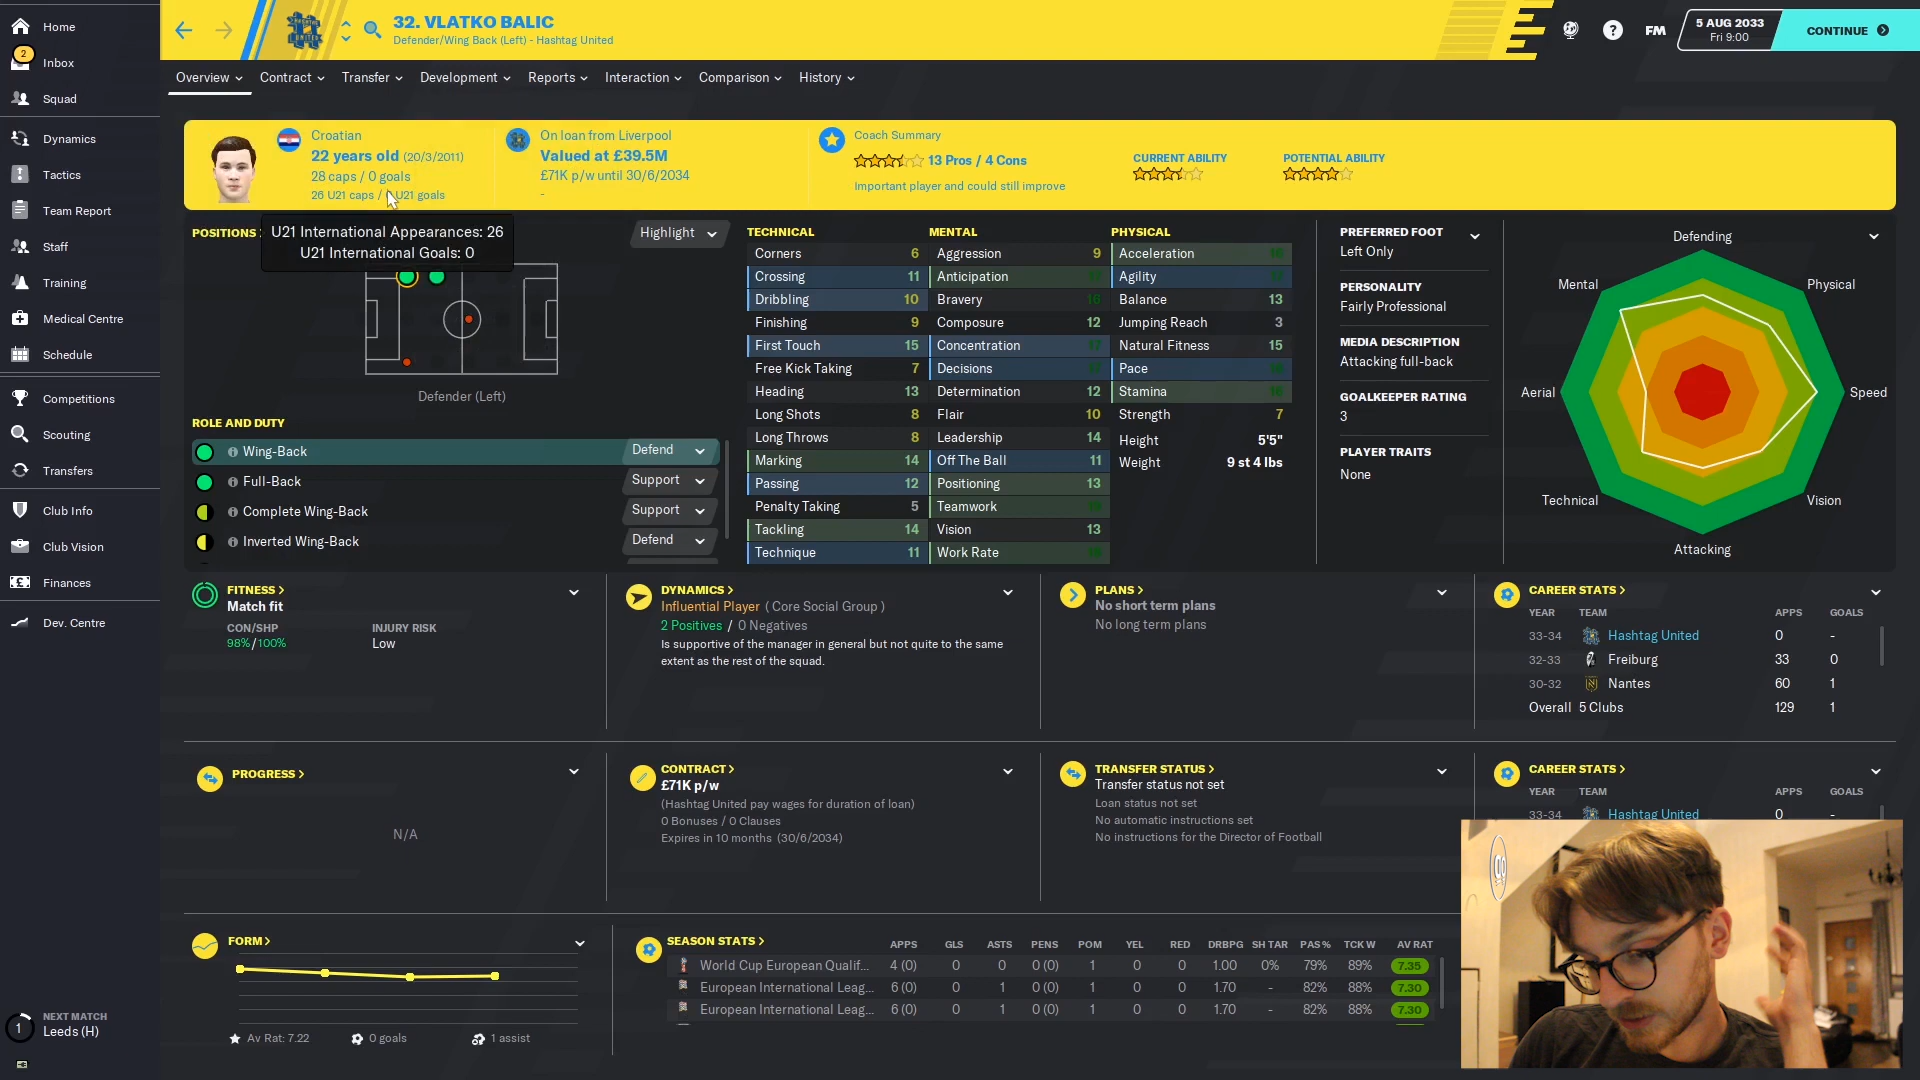 Home
2
Inbox
Squad
Dynamics
Tactics
Team Report
Staff
Training
Medical Centre
Schedule
Competitions
Scouting
Transfers
Club Info
Club Vision
Finances
Dev. Centre
1
NEXT MATCH
Leeds (H)
32. VLATKO BALIC
Defender/Wing Back (Left) - Hashtag United
FM
5 AUG 2033
Fri 9:00
CONTINUE
Overview Contract Transfer Development Reports Interaction Comparison History
Croatian
22 years old (20/3/2011)
28 caps / 0 goals
26 U21 caps / U21 goals
On loan from Liverpool
Valued at £39.5M
£71K p/w until 30/6/2034
-
Coach Summary
13 Pros / 4 Cons
Important player and could still improve
CURRENT ABILITY
POTENTIAL ABILITY
POSITIONS
U21 International Appearances: 26
U21 International Goals: 0
Highlight
Defender (Left)
ROLE AND DUTY
Wing-Back Defend
Full-Back Support
Complete Wing-Back Support
Inverted Wing-Back Defend
TECHNICAL
Corners 6
Crossing 11
Dribbling 10
Finishing 9
First Touch 15
Free Kick Taking 7
Heading 13
Long Shots 8
Long Throws 8
Marking 14
Passing 12
Penalty Taking 5
Tackling 14
Technique 11
MENTAL
Aggression 9
Anticipation
Bravery
Composure 12
Concentration
Decisions
Determination 12
Flair 10
Leadership 14
Off The Ball 11
Positioning 13
Teamwork
Vision 13
Work Rate
PHYSICAL
Acceleration
Agility
Balance 13
Jumping Reach 3
Natural Fitness 15
Pace
Stamina
Strength 7
Height 5'5"
Weight 9 st 4 lbs
PREFERRED FOOT
Left Only
PERSONALITY
Fairly Professional
MEDIA DESCRIPTION
Attacking full-back
GOALKEEPER RATING
3
PLAYER TRAITS
None
Defending
Mental
Physical
Aerial
Speed
Technical
Vision
Attacking
FITNESS >
Match fit
CON/SHP
98%/100%
INJURY RISK
Low
DYNAMICS >
Influential Player ( Core Social Group )
2 Positives / 0 Negatives
Is supportive of the manager in general but not quite to the same
extent as the rest of the squad.
PLANS >
No short term plans
No long term plans
CAREER STATS >
YEAR TEAM APPS GOALS
33-34 Hashtag United 0 -
32-33 Freiburg 33 0
30-32 Nantes 60 1
Overall 5 Clubs 129 1
PROGRESS >
N/A
CONTRACT >
£71K p/w
(Hashtag United pay wages for duration of loan)
0 Bonuses / 0 Clauses
Expires in 10 months (30/6/2034)
TRANSFER STATUS >
Transfer status not set
Loan status not set
No automatic instructions set
No instructions for the Director of Football
CAREER STATS >
YEAR TEAM APPS GOALS
33-34 Hashtag United 0 -
FORM >
Av Rat: 7.22 0 goals 1 assist
SEASON STATS > APPS GLS ASTS PENS POM YEL RED DRBPG SH TAR PAS % TCK W AV RAT
World Cup European Qualif... 4 (0) 0 0 0 (0) 1 0 0 1.00 0% 79% 89% 7.35
European International Leag... 6 (0) 0 1 0 (0) 1 0 0 1.70 - 82% 88% 7.30
European International Leag... 6 (0) 0 1 0 (0) 1 0 0 1.70 - 82% 88% 7.30